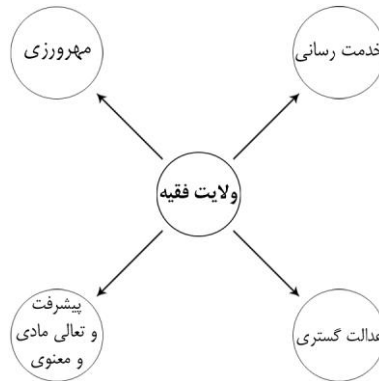 خدمت رسانی
مهرورزی
ولایت فقیه
عدالت گستری
پیشرفت
و تعالی مادی
و معنوی